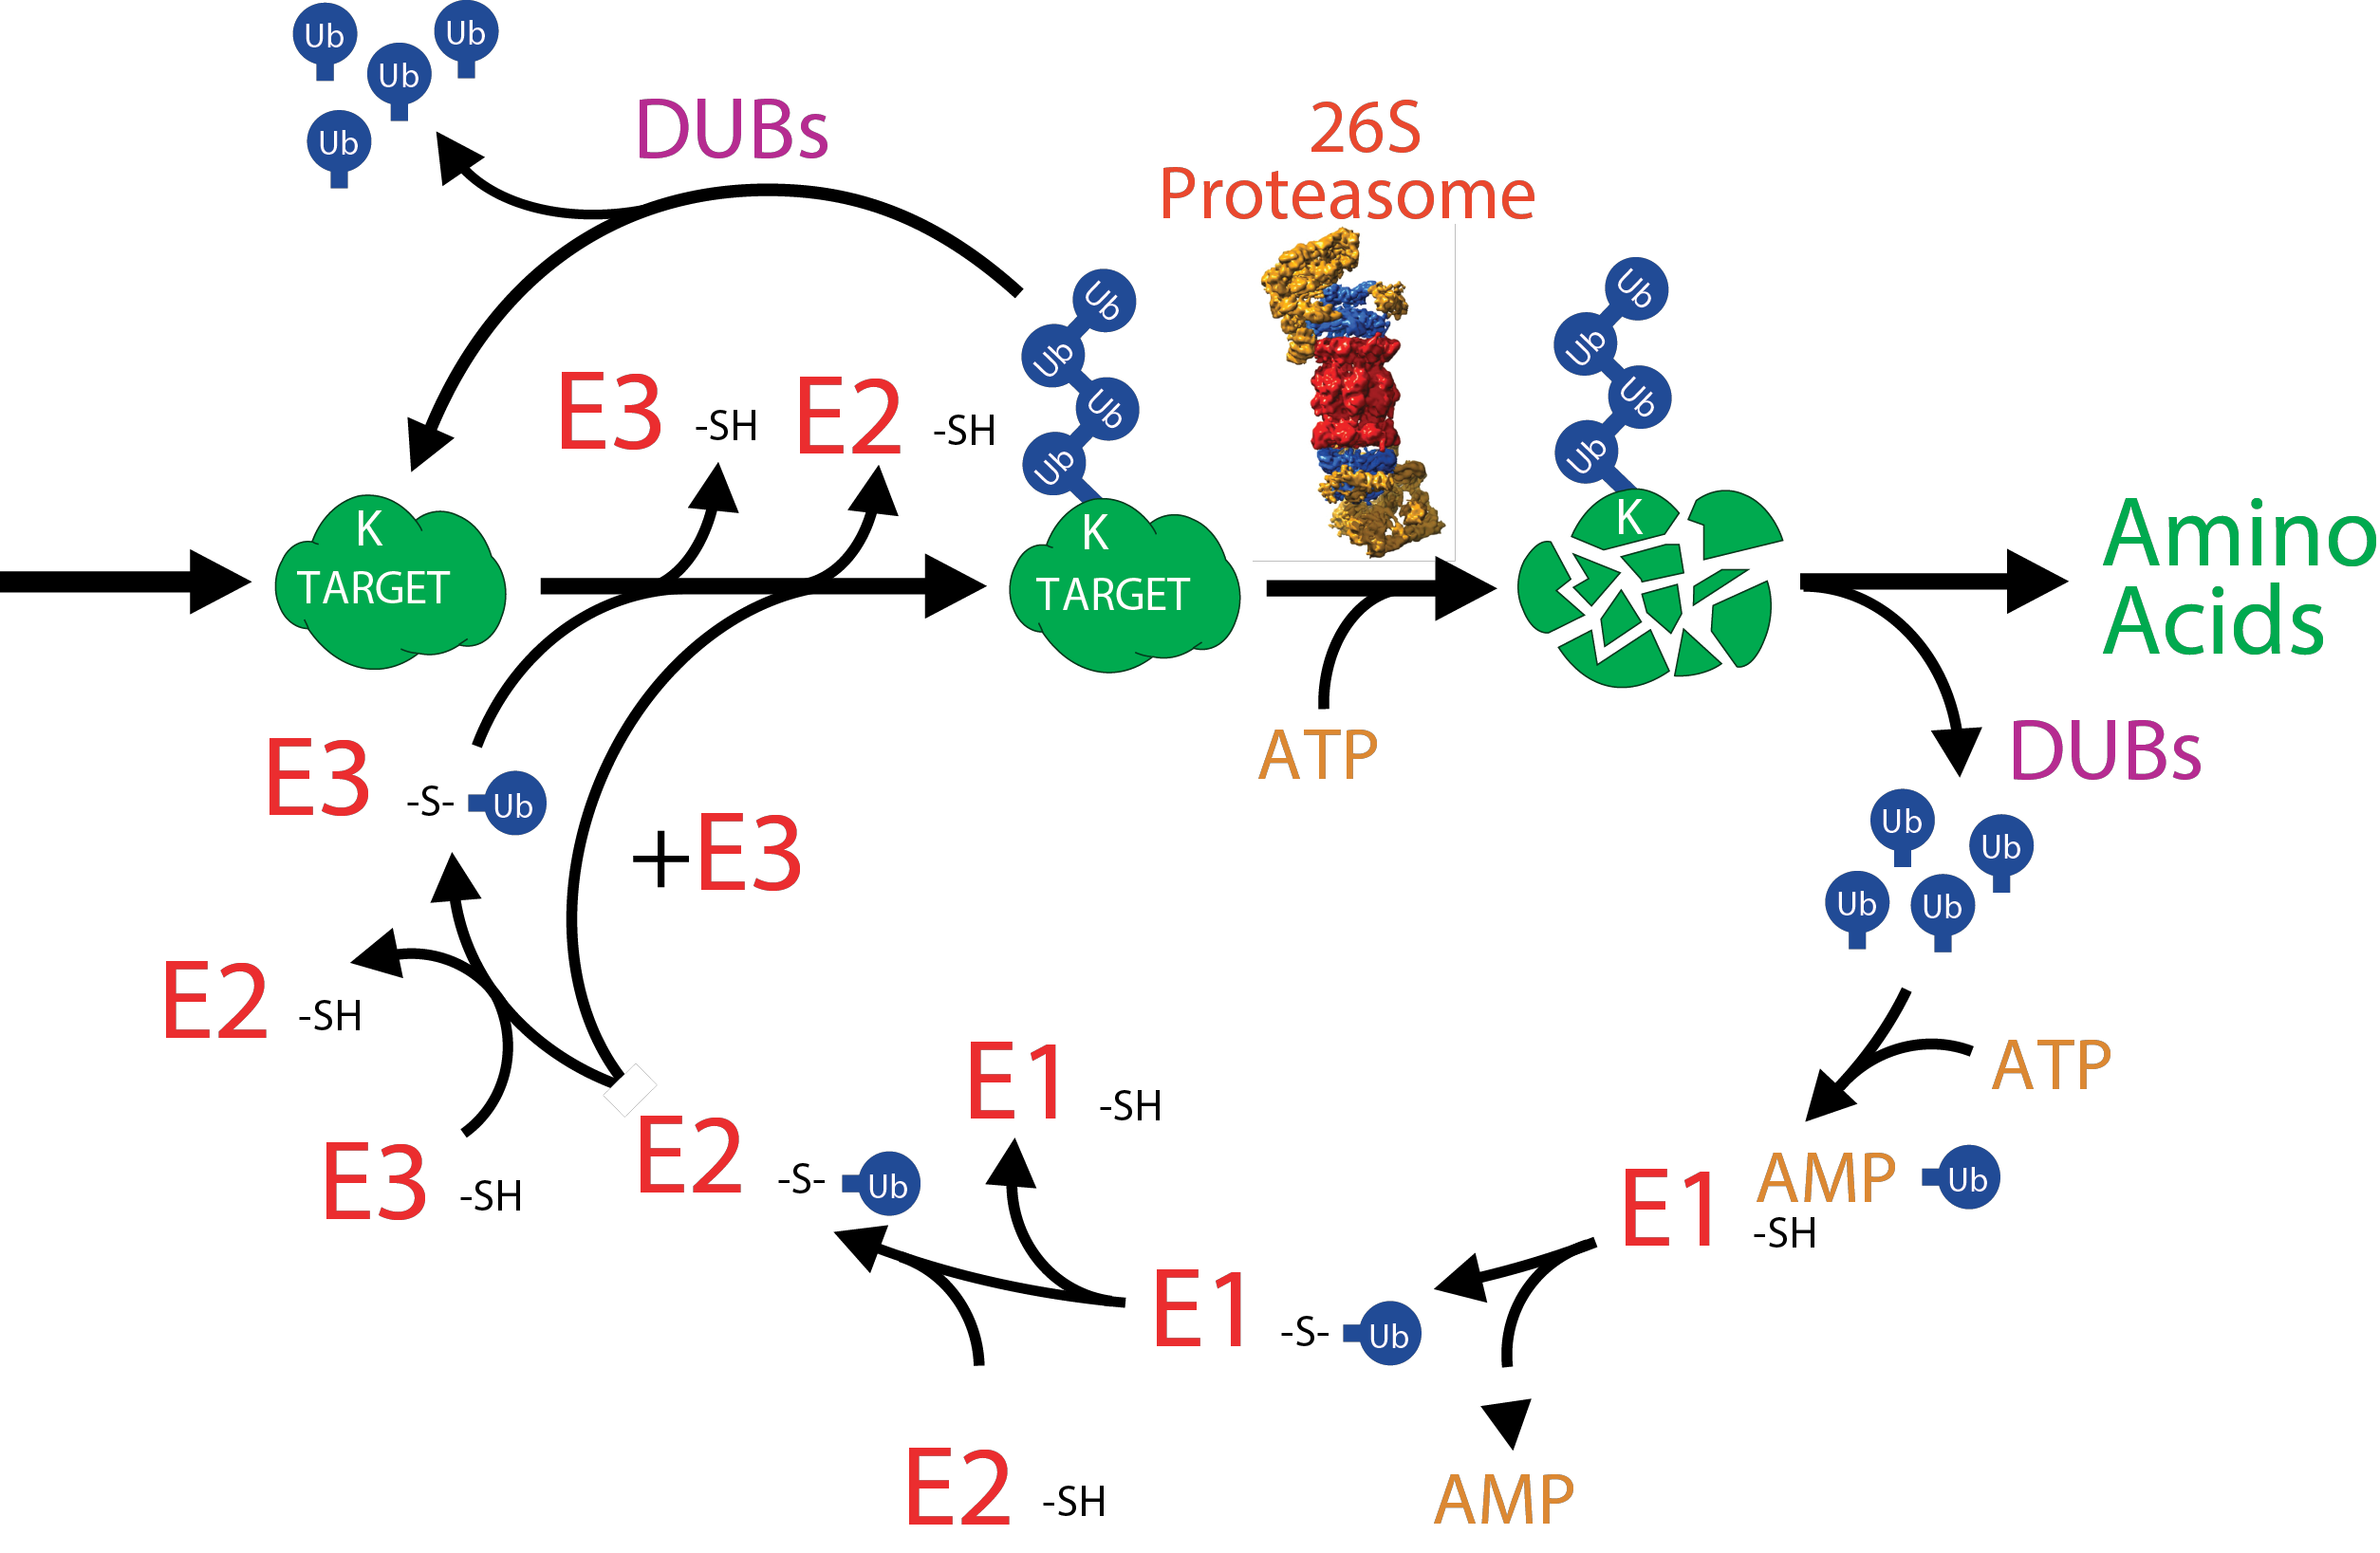 Ub
Ub
Ub
Ub
DUBs
26S
Proteasome
Ub
Ub
Ub
Ub
Ub
Ub
Ub
Ub
E3 -SH
E2 -SH
K
TARGET
K
TARGET
K
Amino
Acids
ATP
DUBs
E3 -S- Ub
+E3
Ub
Ub
Ub
Ub
E2 -SH
ATP
E1 -SH
E3 -SH
E2 -S- Ub
E1 AMP Ub
-SH
E1 -S- Ub
E2 -SH
AMP